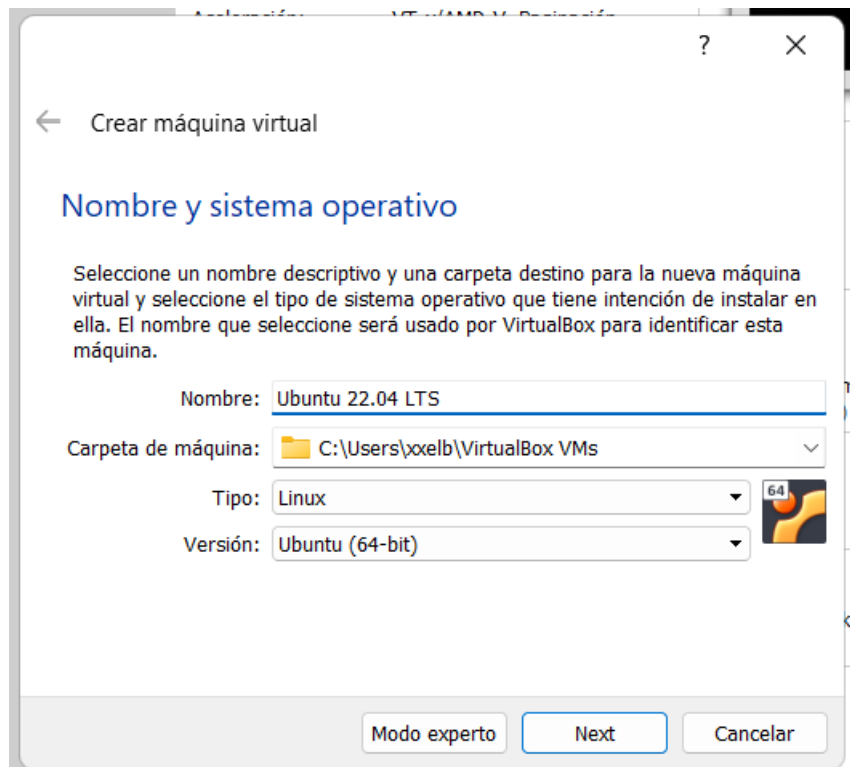 ?
Crear máquina virtual
Nombre y sistema operativo
Seleccione un nombre descriptivo y una carpeta destino para la nueva máquina
virtual y seleccione el tipo de sistema operativo que tiene intención de instalar en
ella. El nombre que seleccione será usado por VirtualBox para identificar esta
máquina.
Nombre: Ubuntu 22.04 LTS
Carpeta de máquina: C:\Users\xxelb\VirtualBox VMs
Tipo: Linux
64
Versión: Ubuntu (64-bit)
Modo experto Next Cancelar